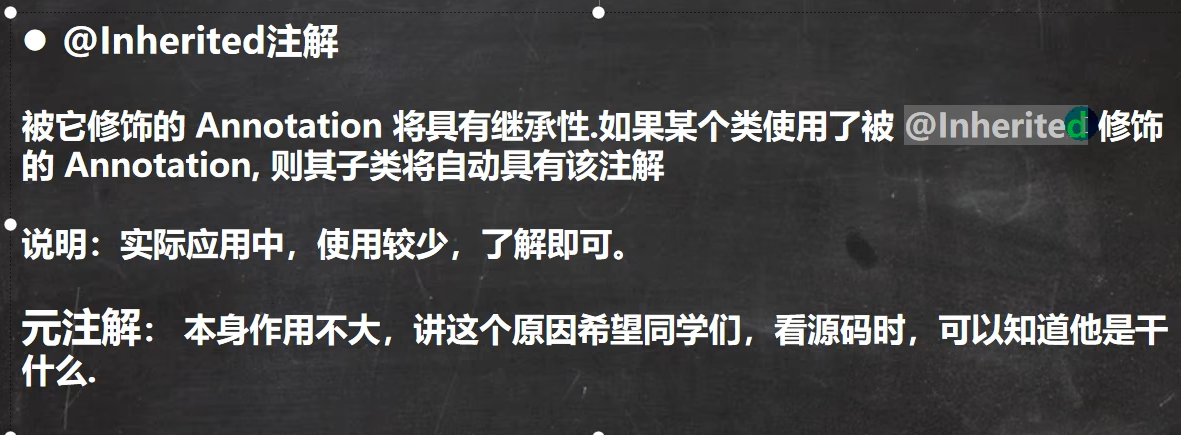 ● @Inherited注解
被它修饰的 Annotation 将具有继承性.如果某个类使用了被 @Inherited 修饰
的 Annotation, 则其子类将自动具有该注解
说明：实际应用中，使用较少，了解即可。
元注解： 本身作用不大，讲这个原因希望同学们，看源码时，可以知道他是干
什么.